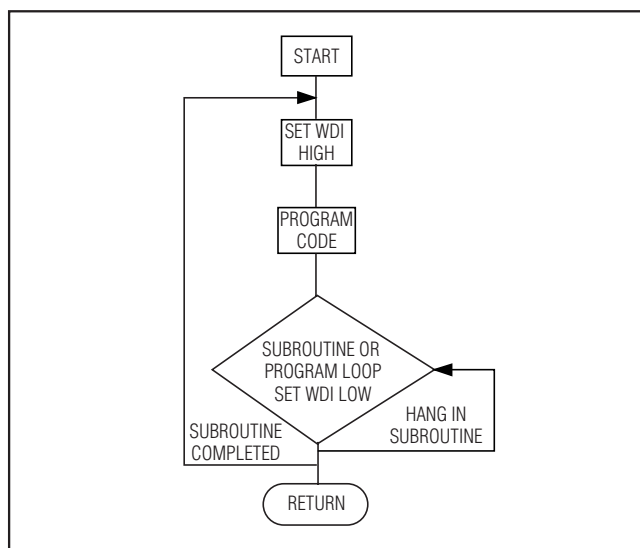 START
SET WDI
HIGH
PROGRAM
CODE
SUBROUTINE OR
PROGRAM LOOP
SET WDI LOW
SUBROUTINE
COMPLETED
HANG IN
SUBROUTINE
RETURN